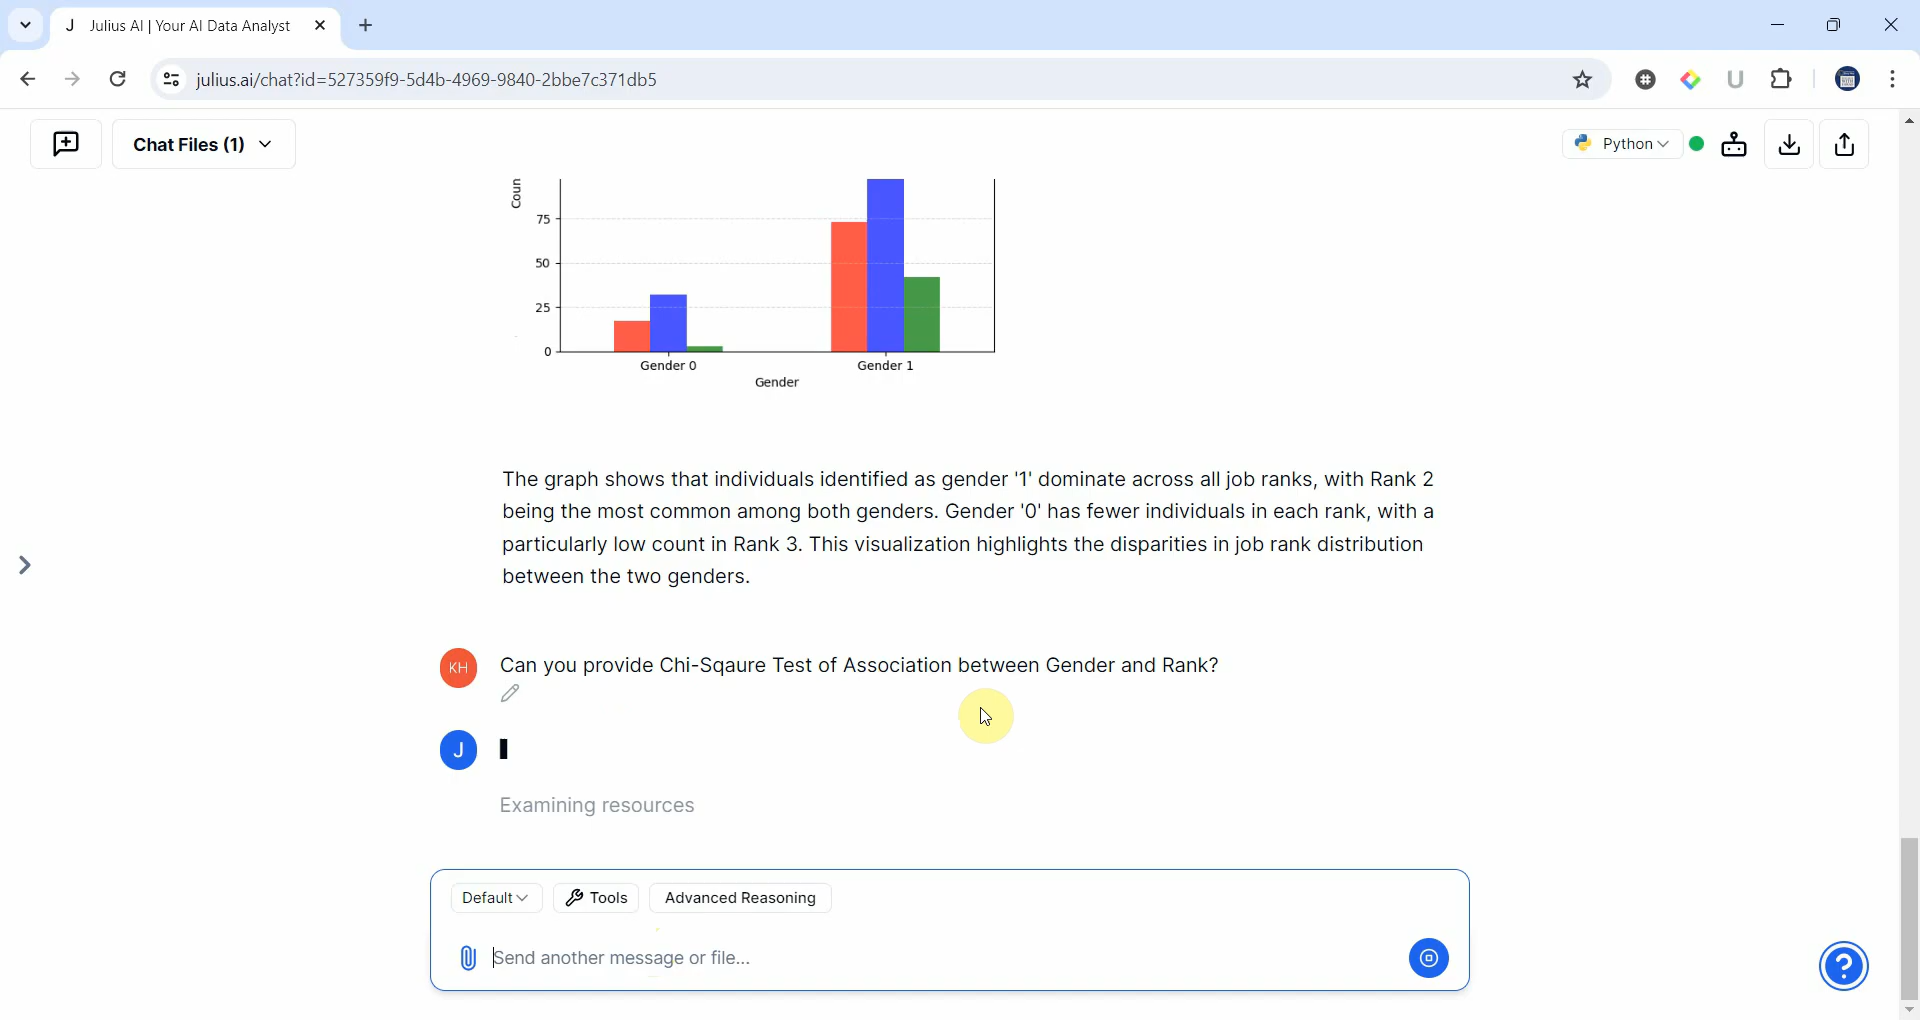 J Julius AI | Your AI Data Analyst
julius.ai/chat?id=527359f9-5d4b-4969-9840-2bbe7c371db5
Chat Files (1)
Python
Coun
75
50
25
0
Gender 0 Gender 1
Gender
The graph shows that individuals identified as gender '1' dominate across all job ranks, with Rank 2
being the most common among both genders. Gender '0' has fewer individuals in each rank, with a
particularly low count in Rank 3. This visualization highlights the disparities in job rank distribution
between the two genders.
KH Can you provide Chi-Sqaure Test of Association between Gender and Rank?
J
Examining resources
Default Tools Advanced Reasoning
Send another message or file...